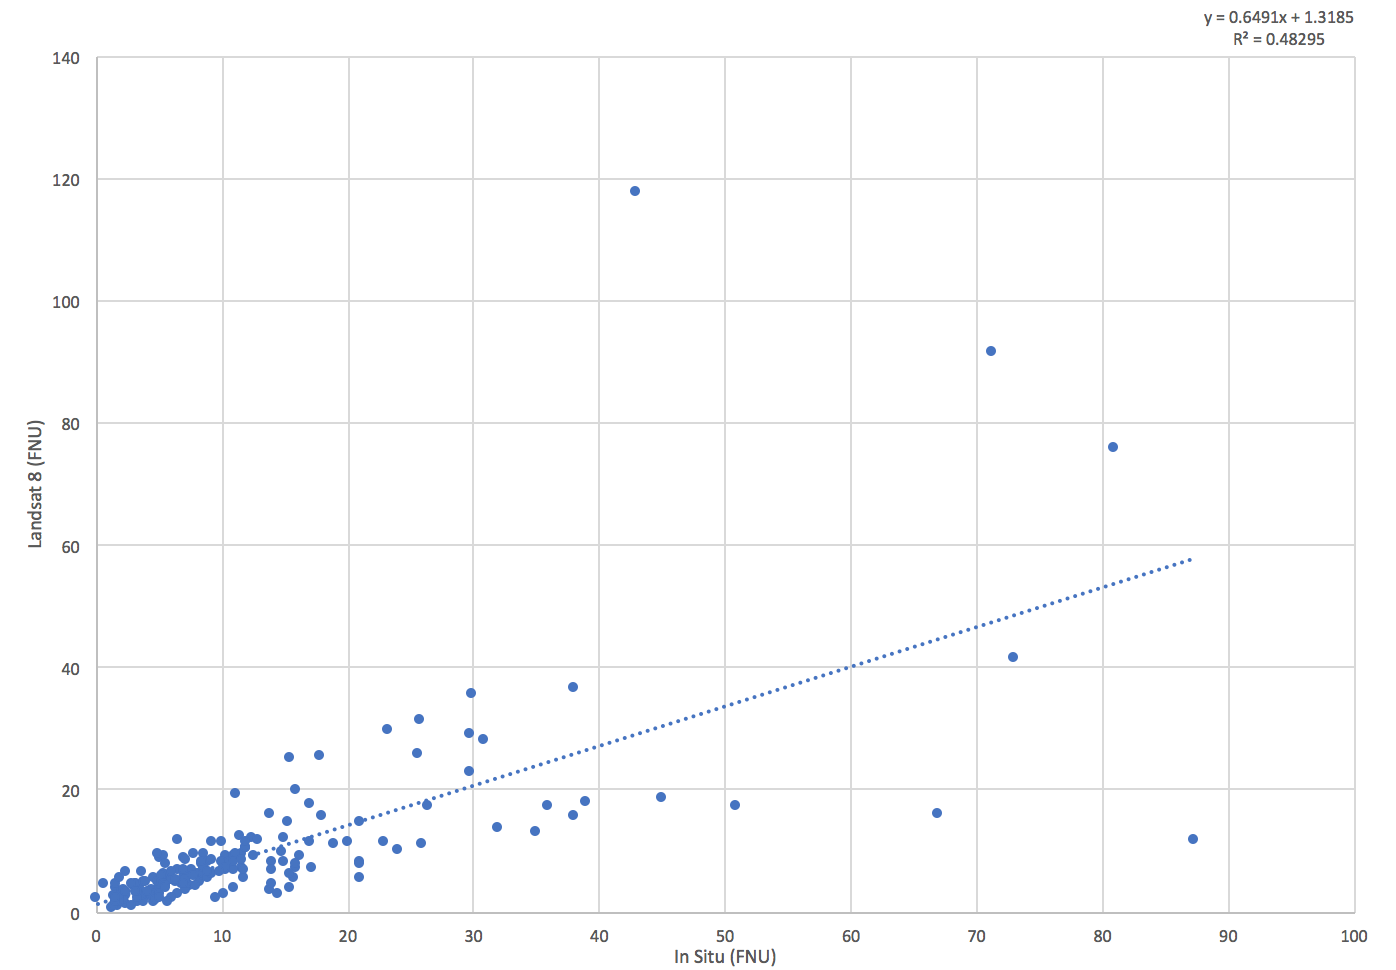 y = 0.6491x + 1.3185
R² = 0.48295
140
120
100
80
60
40
20
0
Landsat 8 (FNU)
0 10 20 30 40 50 60 70 80 90 100
In Situ (FNU)